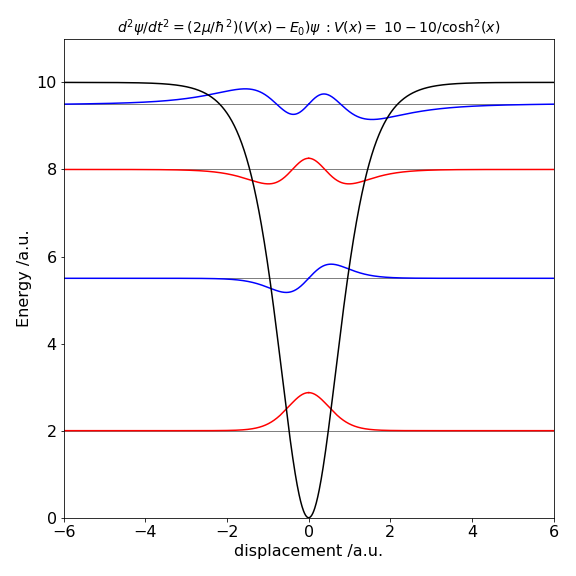 d²ψ/dt² = (2μ/ħ²)(V(x) − E₀)ψ : V(x) = 10 − 10/cosh²(x)
10
8
6
4
2
0
Energy /a.u.
−6 −4 −2 0 2 4 6
displacement /a.u.